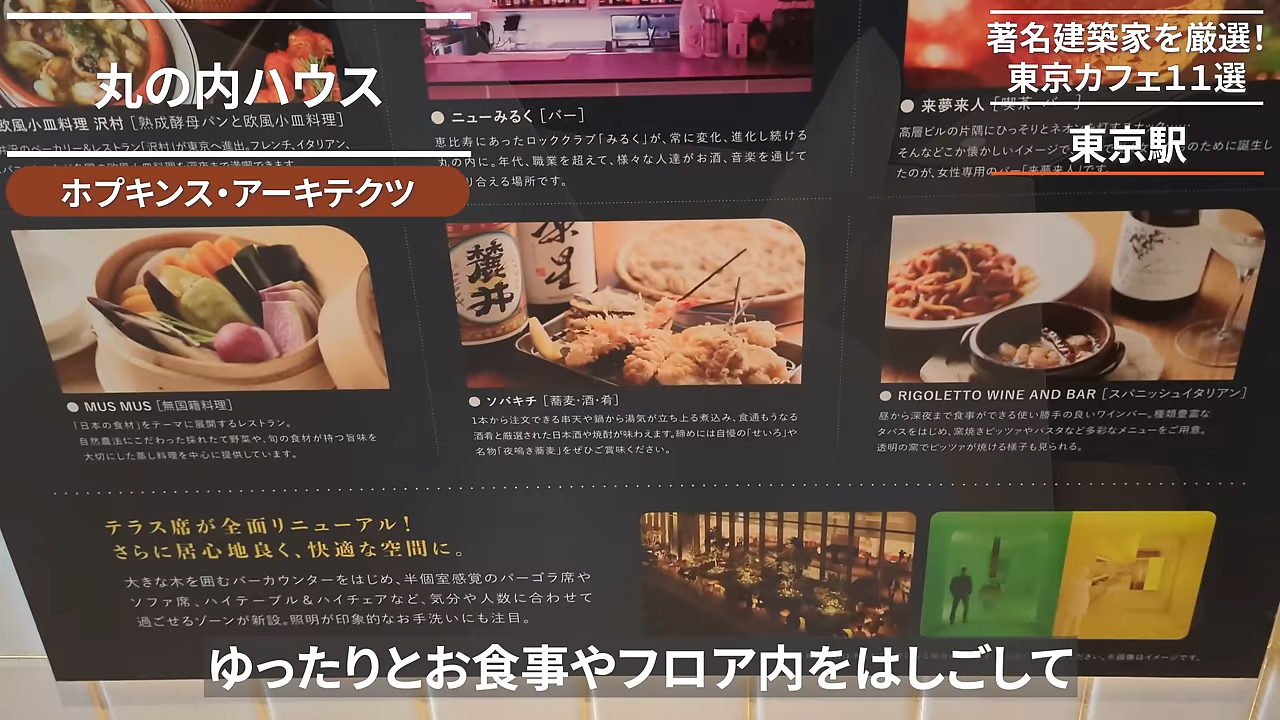 丸の内ハウス
著名建築家を厳選!
東京カフェ11選
東京駅
ホプキンス・アーキテクツ
欧風小皿料理 沢村[熟成酵母パンと欧風小皿料理]
ニューみるく[バー]
恵比寿にあったロッククラブ「みるく」が、常に変化、進化し続ける
丸の内に。年代、職業を超えて、様々な人達がお酒、音楽を通じて
り合える場所です。
来夢来人[喫茶 バー]
高層ビルの片隅にひっそりとネオンを灯す
そんなどこか懐かしいイメージで、
のために誕生し
たのが、女性専用のバー「来夢来人」です。
MUS MUS[無国籍料理]
「日本の食材」をテーマに展開するレストラン。
自然農法にこだわった採れたて野菜や、旬の食材が持つ旨味を
大切にした蒸し料理を中心に提供しています。
ソバキチ[蕎麦・酒・肴]
1本から注文できる串天や鍋から湯気が立ち上る煮込み、食通もうなる
酒肴と厳選された日本酒や焼酎が味わえます。締めには自慢の「せいろ」や
名物「夜鳴き蕎麦」をぜひご賞味ください。
RIGOLETTO WINE AND BAR[スパニッシュイタリアン]
昼から深夜まで食事ができる使い勝手の良いワインバー。種類豊富な
タパスをはじめ、窯焼きピッツァやパスタなど多彩なメニューをご用意。
透明の窯でピッツァが焼ける様子も見られる。
テラス席が全面リニューアル!
さらに居心地良く、快適な空間に。
大きな木を囲むバーカウンターをはじめ、半個室感覚のパーゴラ席や
ソファ席、ハイテーブル&ハイチェアなど、気分や人数に合わせて
過ごせるゾーンが新設。照明が印象的なお手洗いにも注目。
※画像はイメージです。
ゆったりとお食事やフロア内をはしごして